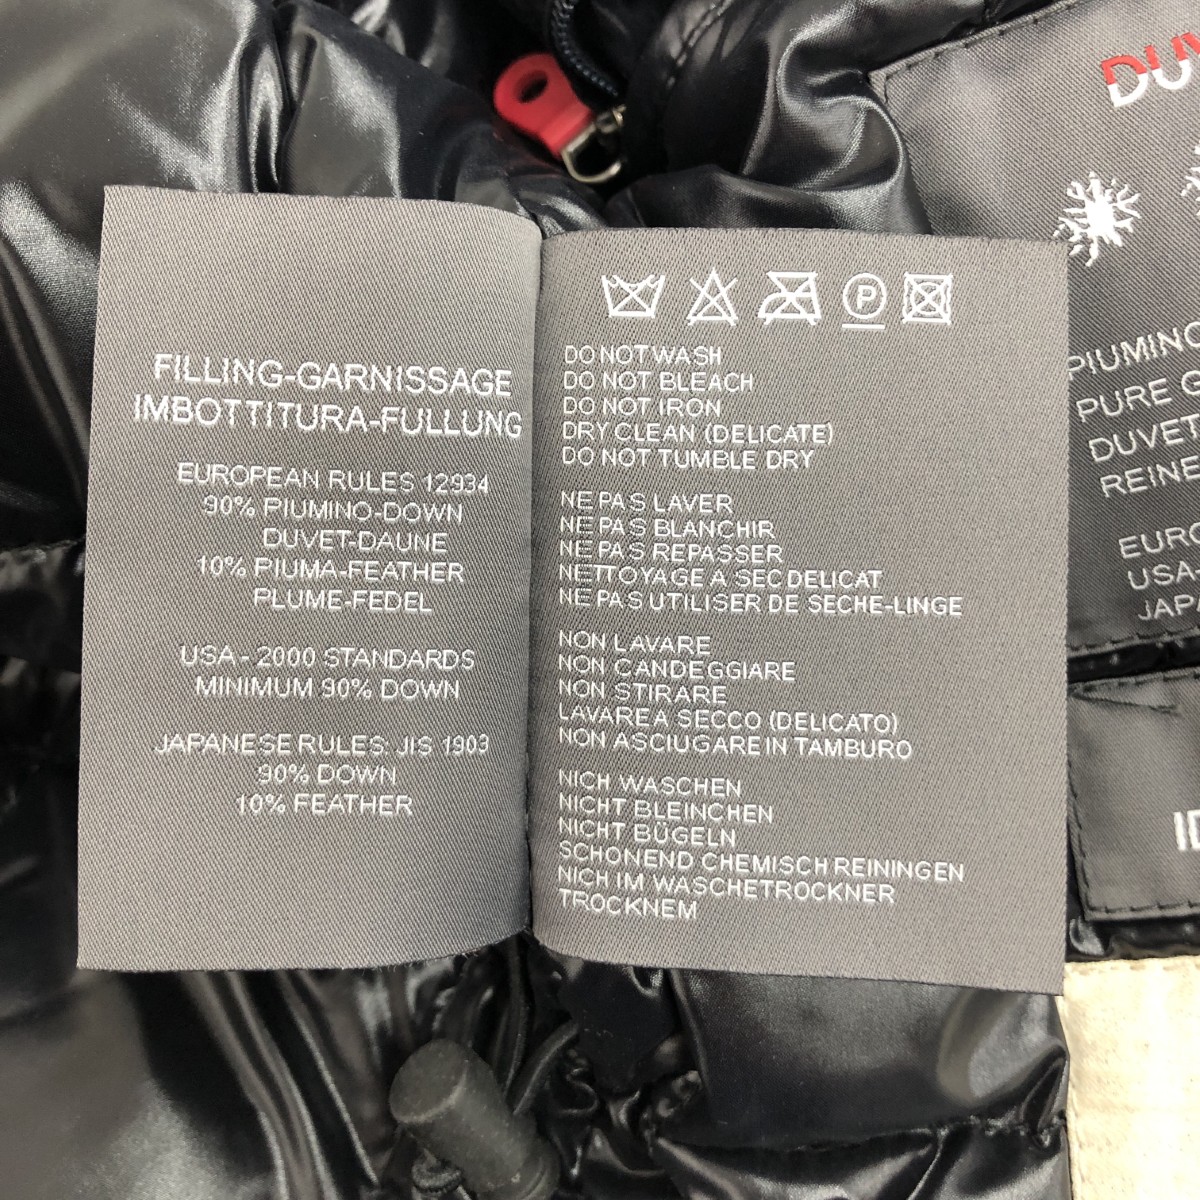 FILLING-GARNISSAGE
IMBOTTITURA-FULLUNG
EUROPEAN RULES 12934
90% PIUMINO-DOWN
DUVET-DAUNE
10% PIUMA-FEATHER
PLUME-FEDEL
USA - 2000 STANDARDS
MINIMUM 90% DOWN
JAPANESE RULES: JIS 1903
90% DOWN
10% FEATHER
P
DO NOT WASH
DO NOT BLEACH
DO NOT IRON
DRY CLEAN (DELICATE)
DO NOT TUMBLE DRY
NE PAS LAVER
NE PAS BLANCHIR
NE PAS REPASSER
NETTOYAGE A SEC DELICAT
NE PAS UTILISER DE SECHE-LINGE
NON LAVARE
NON CANDEGGIARE
NON STIRARE
LAVARE A SECCO (DELICATO)
NON ASCIUGARE IN TAMBURO
NICH WASCHEN
NICHT BLEINCHEN
NICHT BÜGELN
SCHONEND CHEMISCH REININGEN
NICH IM WASCHETROCKNER
TROCKNEM
PURE
DUVET
REINE
USA-